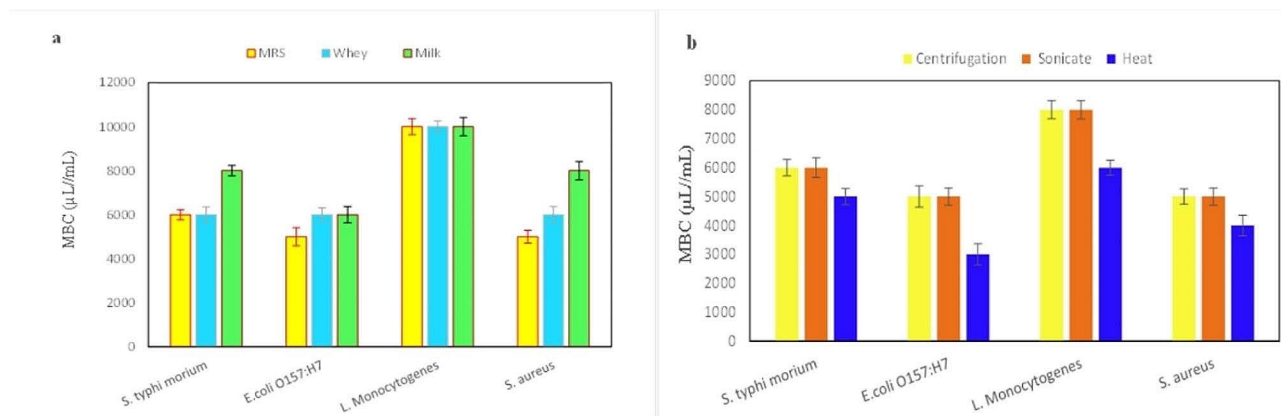 a
MRS Whey Milk
MBC (µL//mL)
12000
10000
8000
6000
4000
2000
0
S. typhi morium
E.coli O157:H7
L. Monocytogenes
S. aureus
b
Centrifugation Sonicate Heat
MBC (µL//mL)
9000
8000
7000
6000
5000
4000
3000
2000
1000
0
S. typhi morium
E.coli O157:H7
L. Monocytogenes
S. aureus